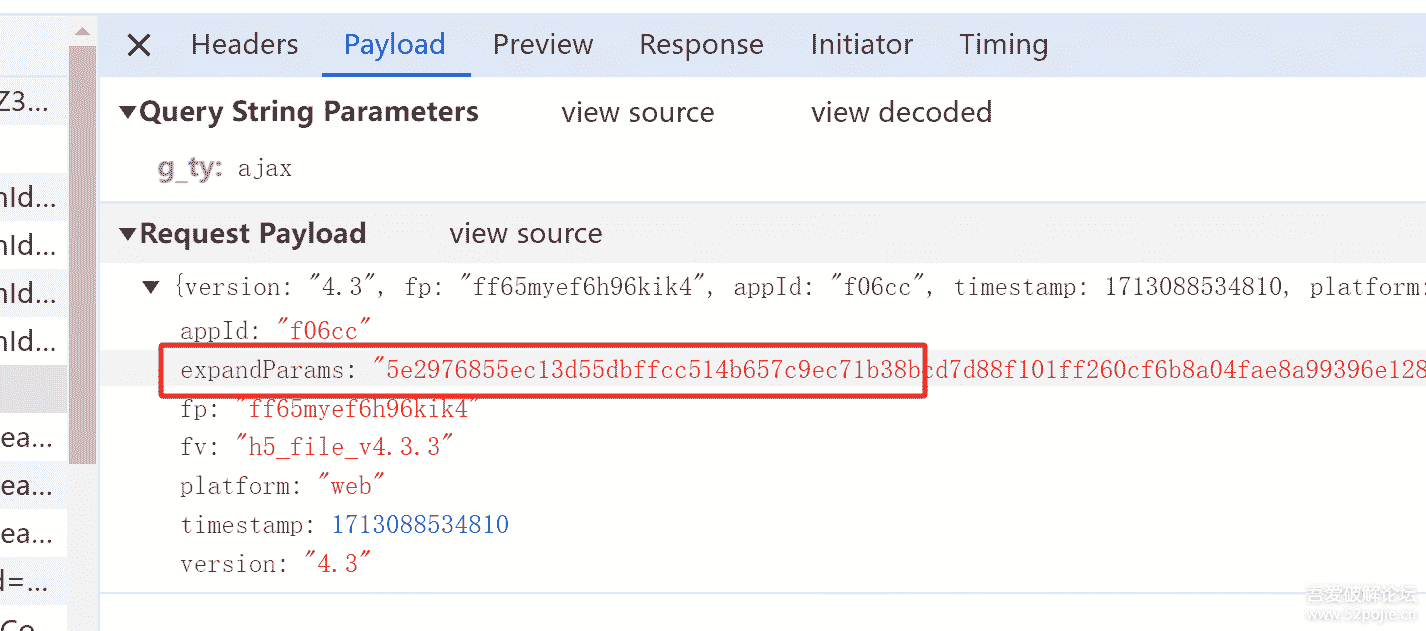 Headers Payload Preview Response Initiator Timing
▼Query String Parameters view source view decoded
Z3...
g_ty: ajax
nId...
▼Request Payload view source
nId...
▼ {version: "4.3", fp: "ff65myef6h96kik4", appId: "f06cc", timestamp: 1713088534810, platform:
nId...
appId: "f06cc"
nId...
expandParams: "5e2976855ec13d55dbffcc514b657c9ec71b38bcd7d88f101ff260cf6b8a04fae8a99396e128
fp: "ff65myef6h96kik4"
ea...
fv: "h5_file_v4.3.3"
ea...
platform: "web"
ea...
timestamp: 1713088534810
version: "4.3"
d=...
吾爱破解论坛
www.52pojie.cn
Co